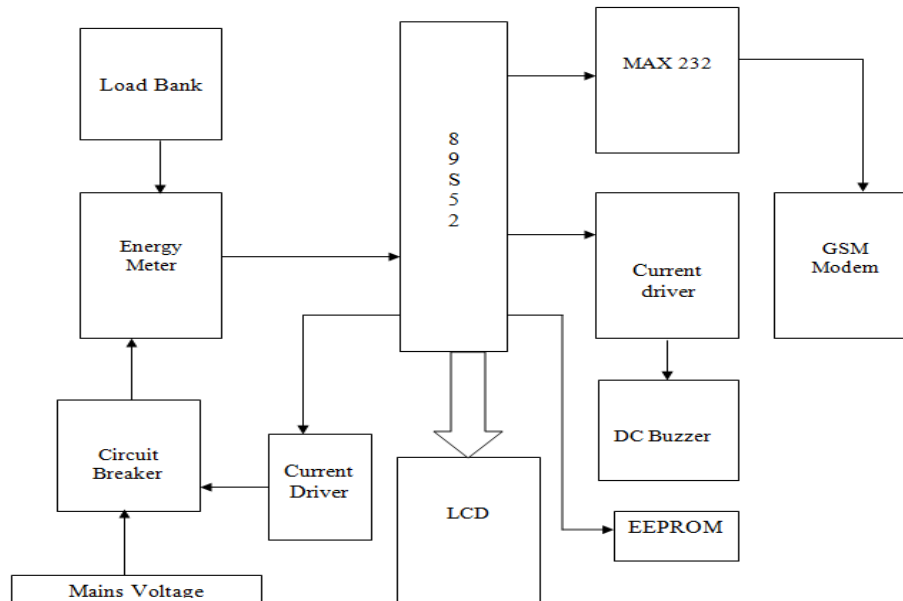 Load Bank
8
9
S
5
2
MAX 232
Energy
Meter
Current
driver
GSM
Modem
Circuit
Breaker
Current
Driver
DC Buzzer
LCD
EEPROM
Mains Voltage